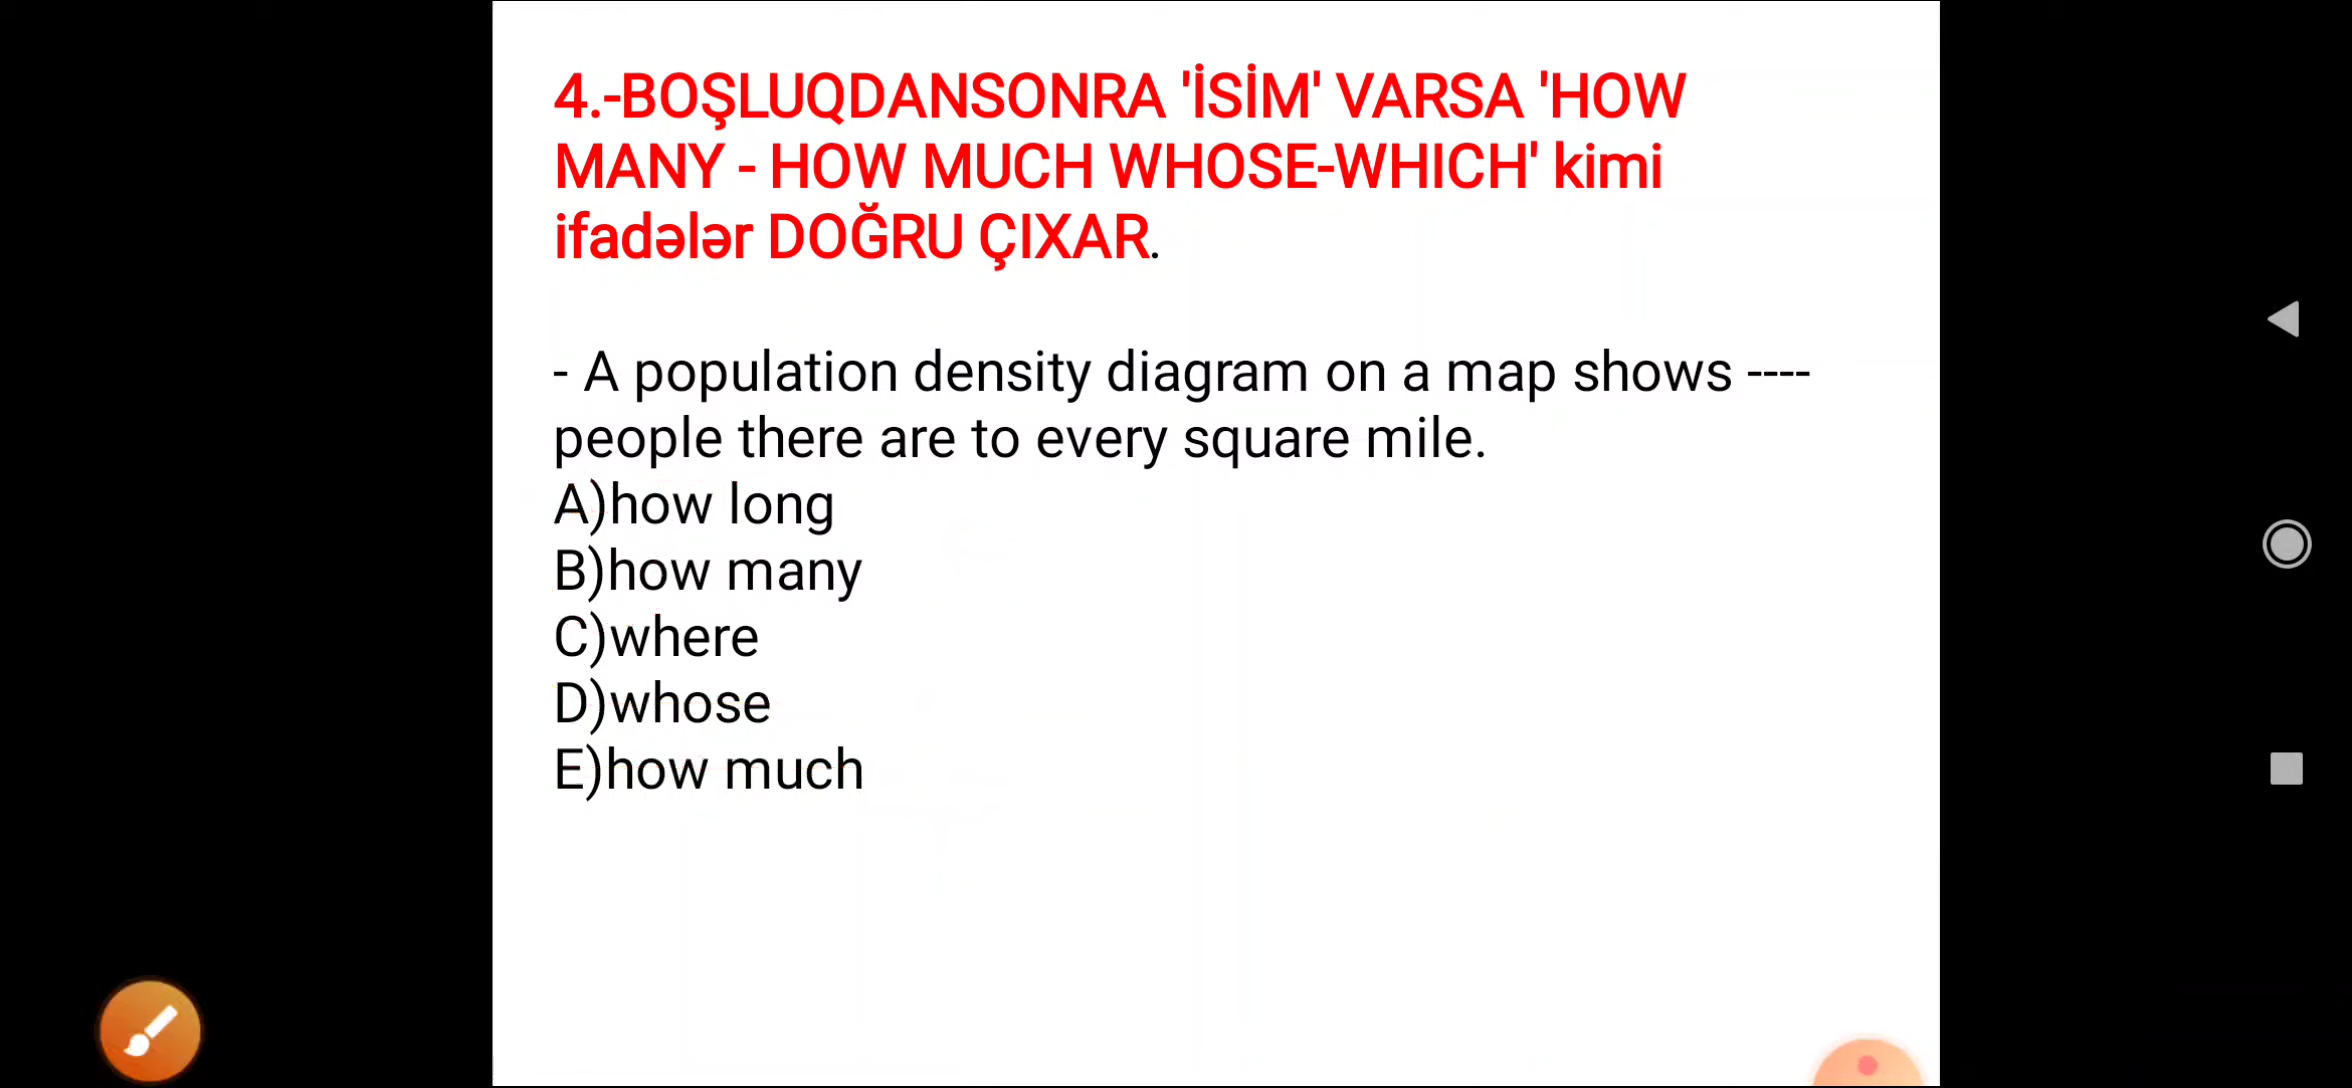 4.-BOŞLUQDANSONRA 'İSİM' VARSA 'HOW
MANY - HOW MUCH WHOSE-WHICH' kimi
ifadələr DOĞRU ÇIXAR.
- A population density diagram on a map shows ----
people there are to every square mile.
A)how long
B)how many
C)where
D)whose
E)how much